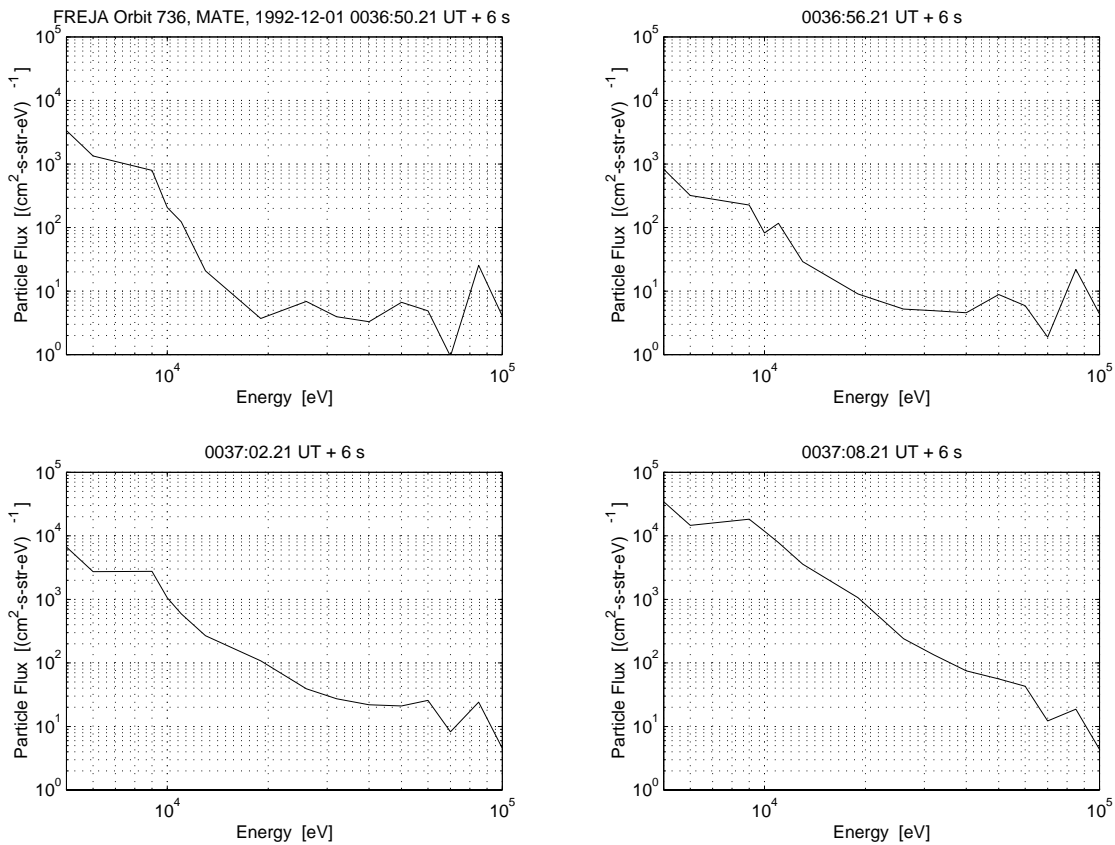 FREJA Orbit 736, MATE, 1992-12-01 0036:50.21 UT + 6 s
10^5
10^4
10^3
10^2
10^1
10^0
Particle Flux [(cm^2-s-str-eV)^-1]
10^4
10^5
Energy [eV]
0036:56.21 UT + 6 s
10^5
10^4
10^3
10^2
10^1
10^0
Particle Flux [(cm^2-s-str-eV)^-1]
10^4
10^5
Energy [eV]
0037:02.21 UT + 6 s
10^5
10^4
10^3
10^2
10^1
10^0
Particle Flux [(cm^2-s-str-eV)^-1]
10^4
10^5
Energy [eV]
0037:08.21 UT + 6 s
10^5
10^4
10^3
10^2
10^1
10^0
Particle Flux [(cm^2-s-str-eV)^-1]
10^4
10^5
Energy [eV]